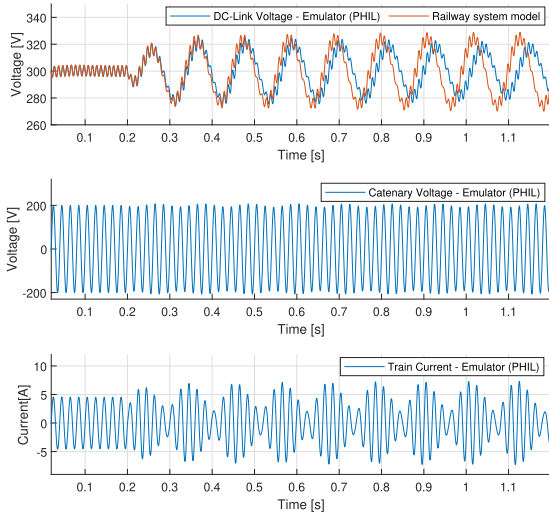 DC-Link Voltage - Emulator (PHIL) Railway system model
Voltage [V]
340
320
300
280
260
0.1 0.2 0.3 0.4 0.5 0.6 0.7 0.8 0.9 1 1.1
Time [s]
Catenary Voltage - Emulator (PHIL)
Voltage [V]
200
0
-200
0.1 0.2 0.3 0.4 0.5 0.6 0.7 0.8 0.9 1 1.1
Time [s]
Train Current - Emulator (PHIL)
Current[A]
10
5
0
-5
0.1 0.2 0.3 0.4 0.5 0.6 0.7 0.8 0.9 1 1.1
Time [s]